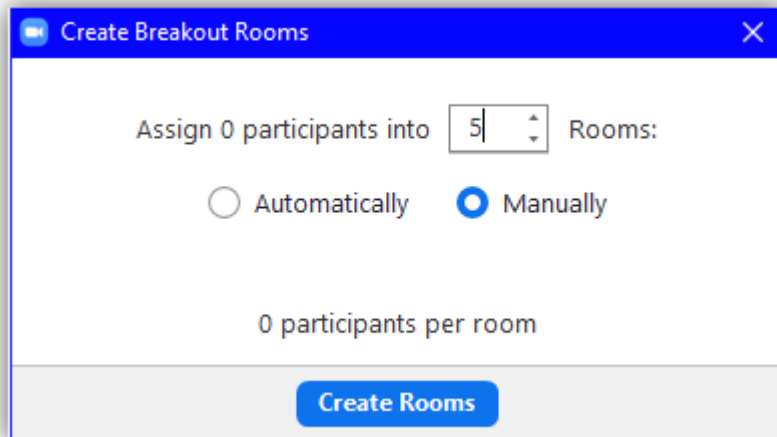 Create Breakout Rooms
Assign 0 participants into 5 Rooms:
Automatically Manually
0 participants per room
Create Rooms